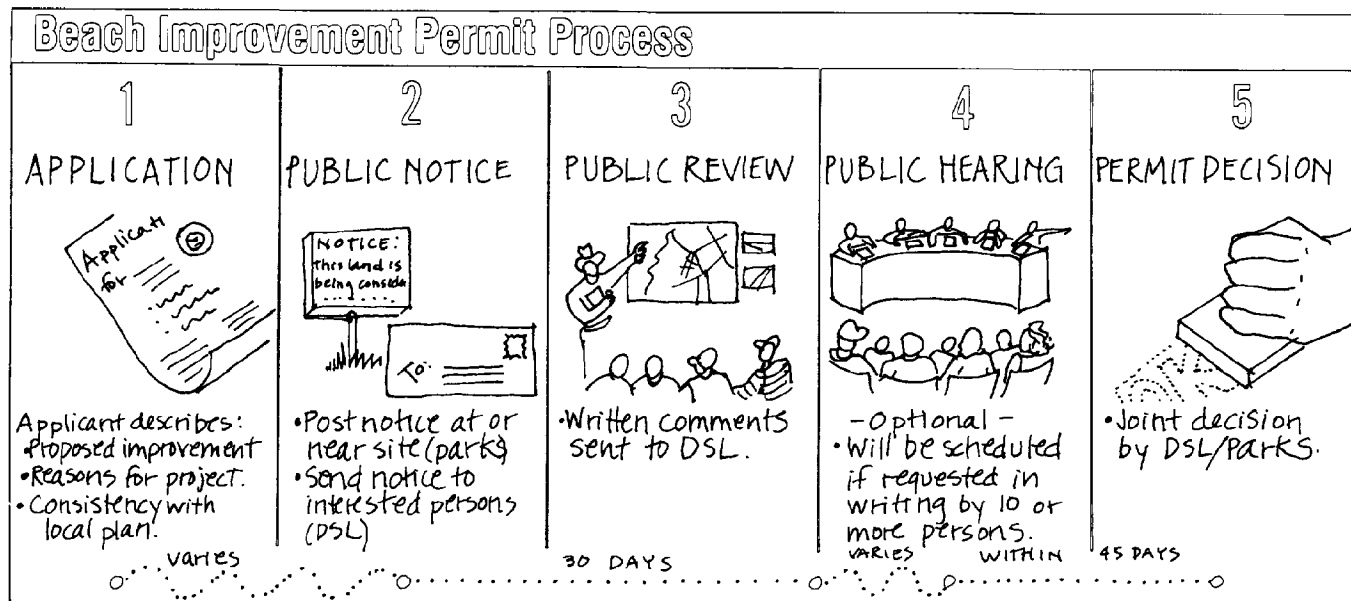 Beach Improvement Permit Process
1
APPLICATION
Applicati
for
Applicant describes:
•Proposed improvement
•Reasons for project.
•Consistency with
local plan.
varies
2
PUBLIC NOTICE
NOTICE:
This land is
being conside
•Post notice at or
near site (parks)
To:
•Send notice to
interested persons
(DSL)
3
PUBLIC REVIEW
•Written comments
sent to DSL.
30 DAYS
4
PUBLIC HEARING
-Optional-
•Will be scheduled
if requested in
writing by 10 or
more persons.
VARIES
5
PERMIT DECISION
•Joint decision
by DSL/Parks.
WITHIN 45 DAYS